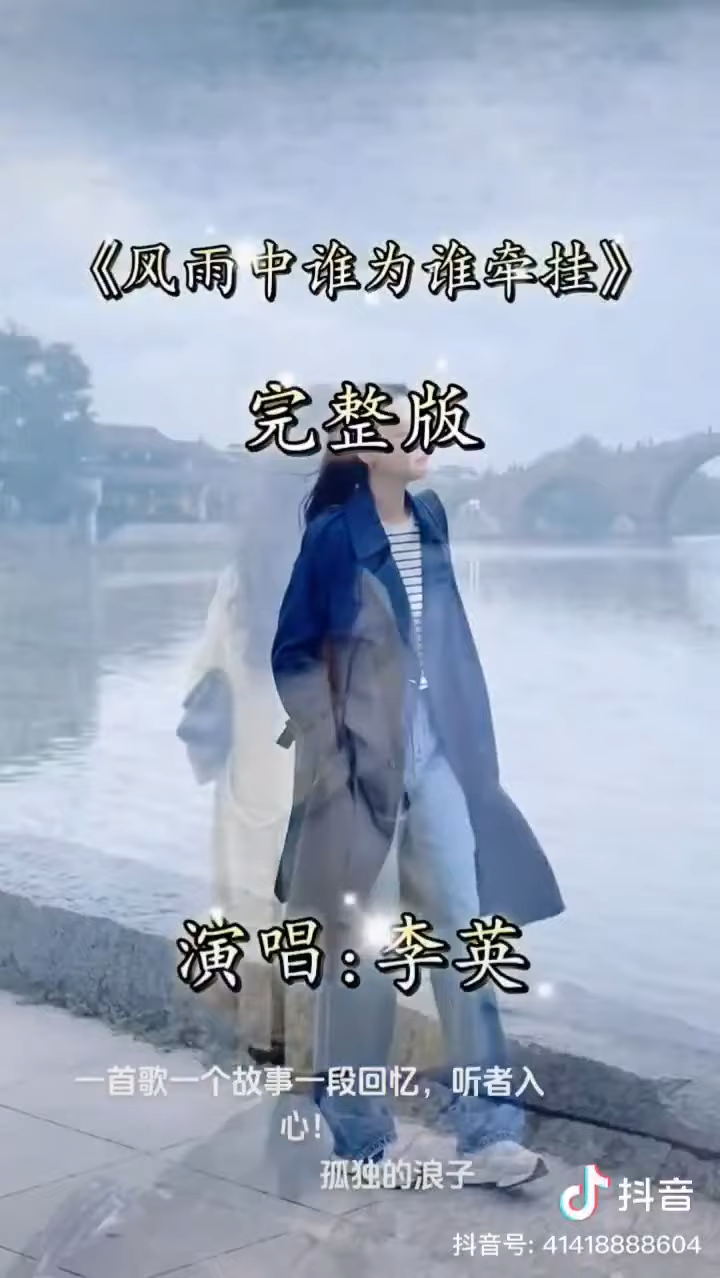 《风雨中谁为谁牵挂》
完整版
演唱:李英
一首歌一个故事一段回忆，听者入
心!
孤独的浪子
抖音
抖音号: 41418888604